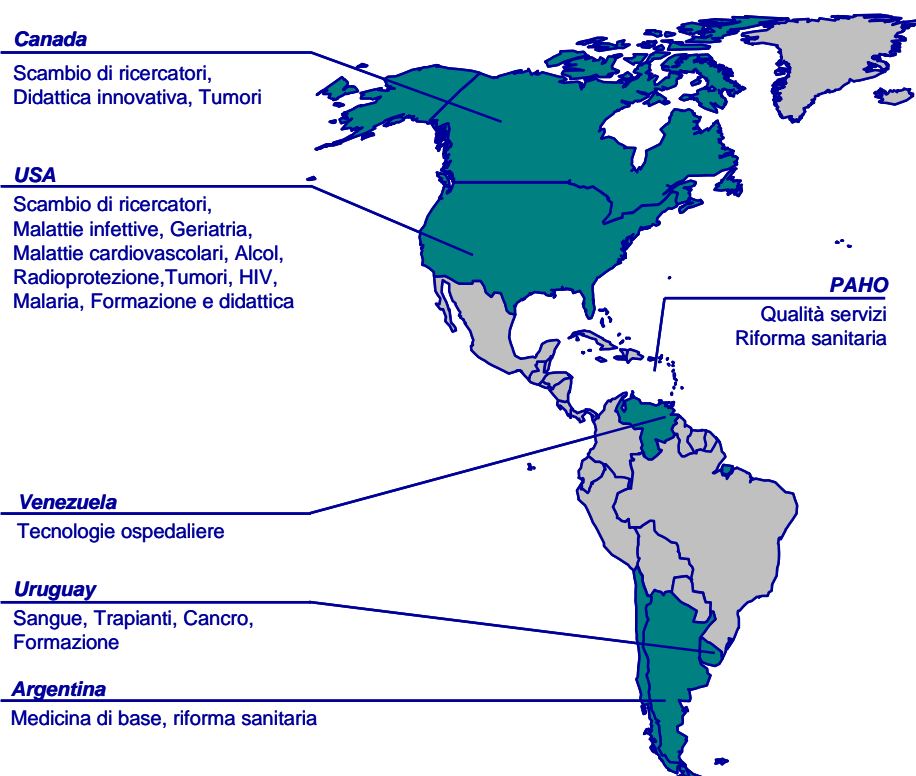 Canada
Scambio di ricercatori,
Didattica innovativa, Tumori
USA
Scambio di ricercatori,
Malattie infettive, Geriatria,
Malattie cardiovascolari, Alcol,
Radioprotezione,Tumori, HIV,
Malaria, Formazione e didattica
PAHO
Qualità servizi
Riforma sanitaria
Venezuela
Tecnologie ospedaliere
Uruguay
Sangue, Trapianti, Cancro,
Formazione
Argentina
Medicina di base, riforma sanitaria